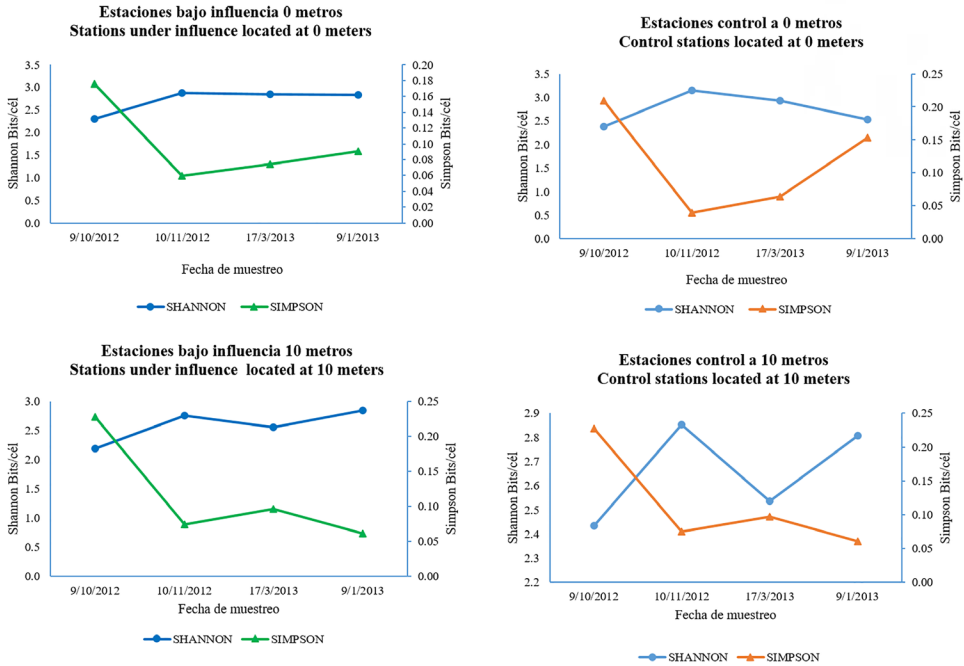 Estaciones bajo influencia 0 metros
Stations under influence located at 0 meters
3.5
3.0
2.5
2.0
1.5
1.0
0.5
0.0
Shannon Bits/cél
0.20
0.18
0.16
0.14
0.12
0.10
0.08
0.06
0.04
0.02
0.00
Simpson Bits/cél
9/10/2012 10/11/2012 17/3/2013 9/1/2013
Fecha de muestreo
SHANNON SIMPSON
Estaciones control a 0 metros
Control stations located at 0 meters
3.5
3.0
2.5
2.0
1.5
1.0
0.5
0.0
Shannon Bits/cél
0.25
0.20
0.15
0.10
0.05
0.00
Simpson Bits/cél
9/10/2012 10/11/2012 17/3/2013 9/1/2013
Fecha de muestreo
SHANNON SIMPSON
Estaciones bajo influencia 10 metros
Stations under influence located at 10 meters
3.0
2.5
2.0
1.5
1.0
0.5
0.0
Shannon Bits/cél
0.25
0.20
0.15
0.10
0.05
0.00
Simpson Bits/cél
9/10/2012 10/11/2012 17/3/2013 9/1/2013
Fecha de muestreo
SHANNON SIMPSON
Estaciones control a 10 metros
Control stations located at 10 meters
2.9
2.8
2.7
2.6
2.5
2.4
2.3
2.2
Shannon Bits/cél
0.25
0.20
0.15
0.10
0.05
0.00
Simpson Bits/cél
9/10/2012 10/11/2012 17/3/2013 9/1/2013
Fecha de muestreo
SHANNON SIMPSON